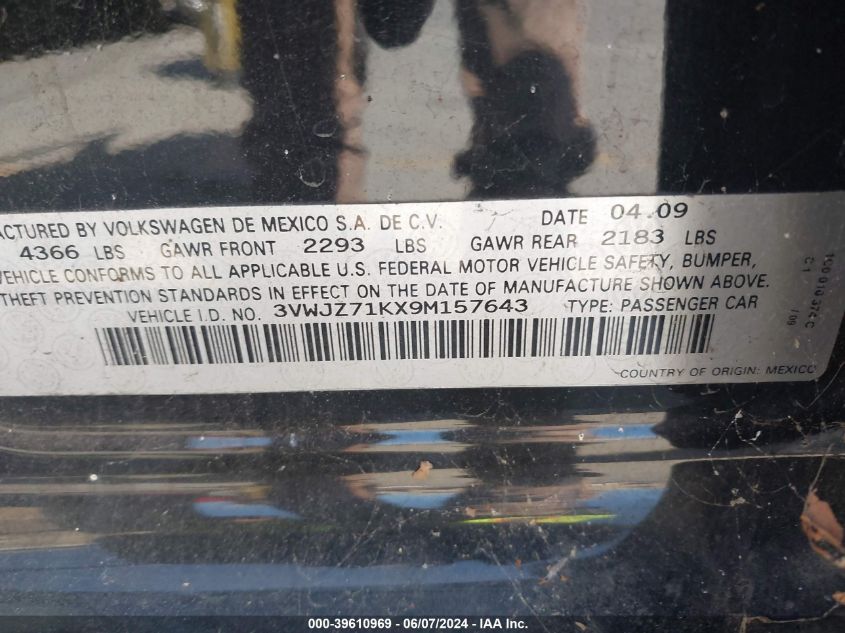 ACTURED BY VOLKSWAGEN DE MEXICO S.A. DE C.V. DATE 04.09
4366 LBS GAWR FRONT 2293 LBS GAWR REAR 2183 LBS
VEHICLE CONFORMS TO ALL APPLICABLE U.S. FEDERAL MOTOR VEHICLE SAFETY, BUMPER,
THEFT PREVENTION STANDARDS IN EFFECT ON THE DATE OF MANUFACTURE SHOWN ABOVE.
VEHICLE I.D. NO. 3VWJZ71KX9M157643 TYPE: PASSENGER CAR
COUNTRY OF ORIGIN: MEXICO
C1 /09
000-39610969 - 06/07/2024 - IAA Inc.